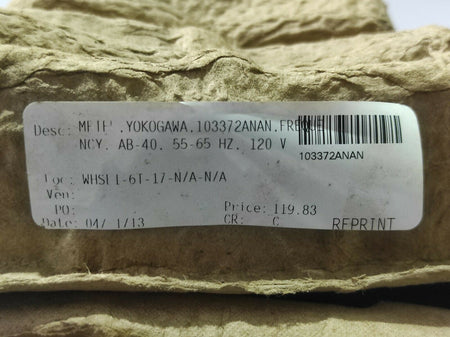 Desc: METER.YOKOGAWA.103372ANAN.FREQUE
NCY. AB-40. 55-65 HZ. 120 V
103372ANAN
Loc: WHSE1-6T-17-N/A-N/A
Ven:
PO:
Price: 119.83
Date: 04/ 1/13
CR: C
REPRINT